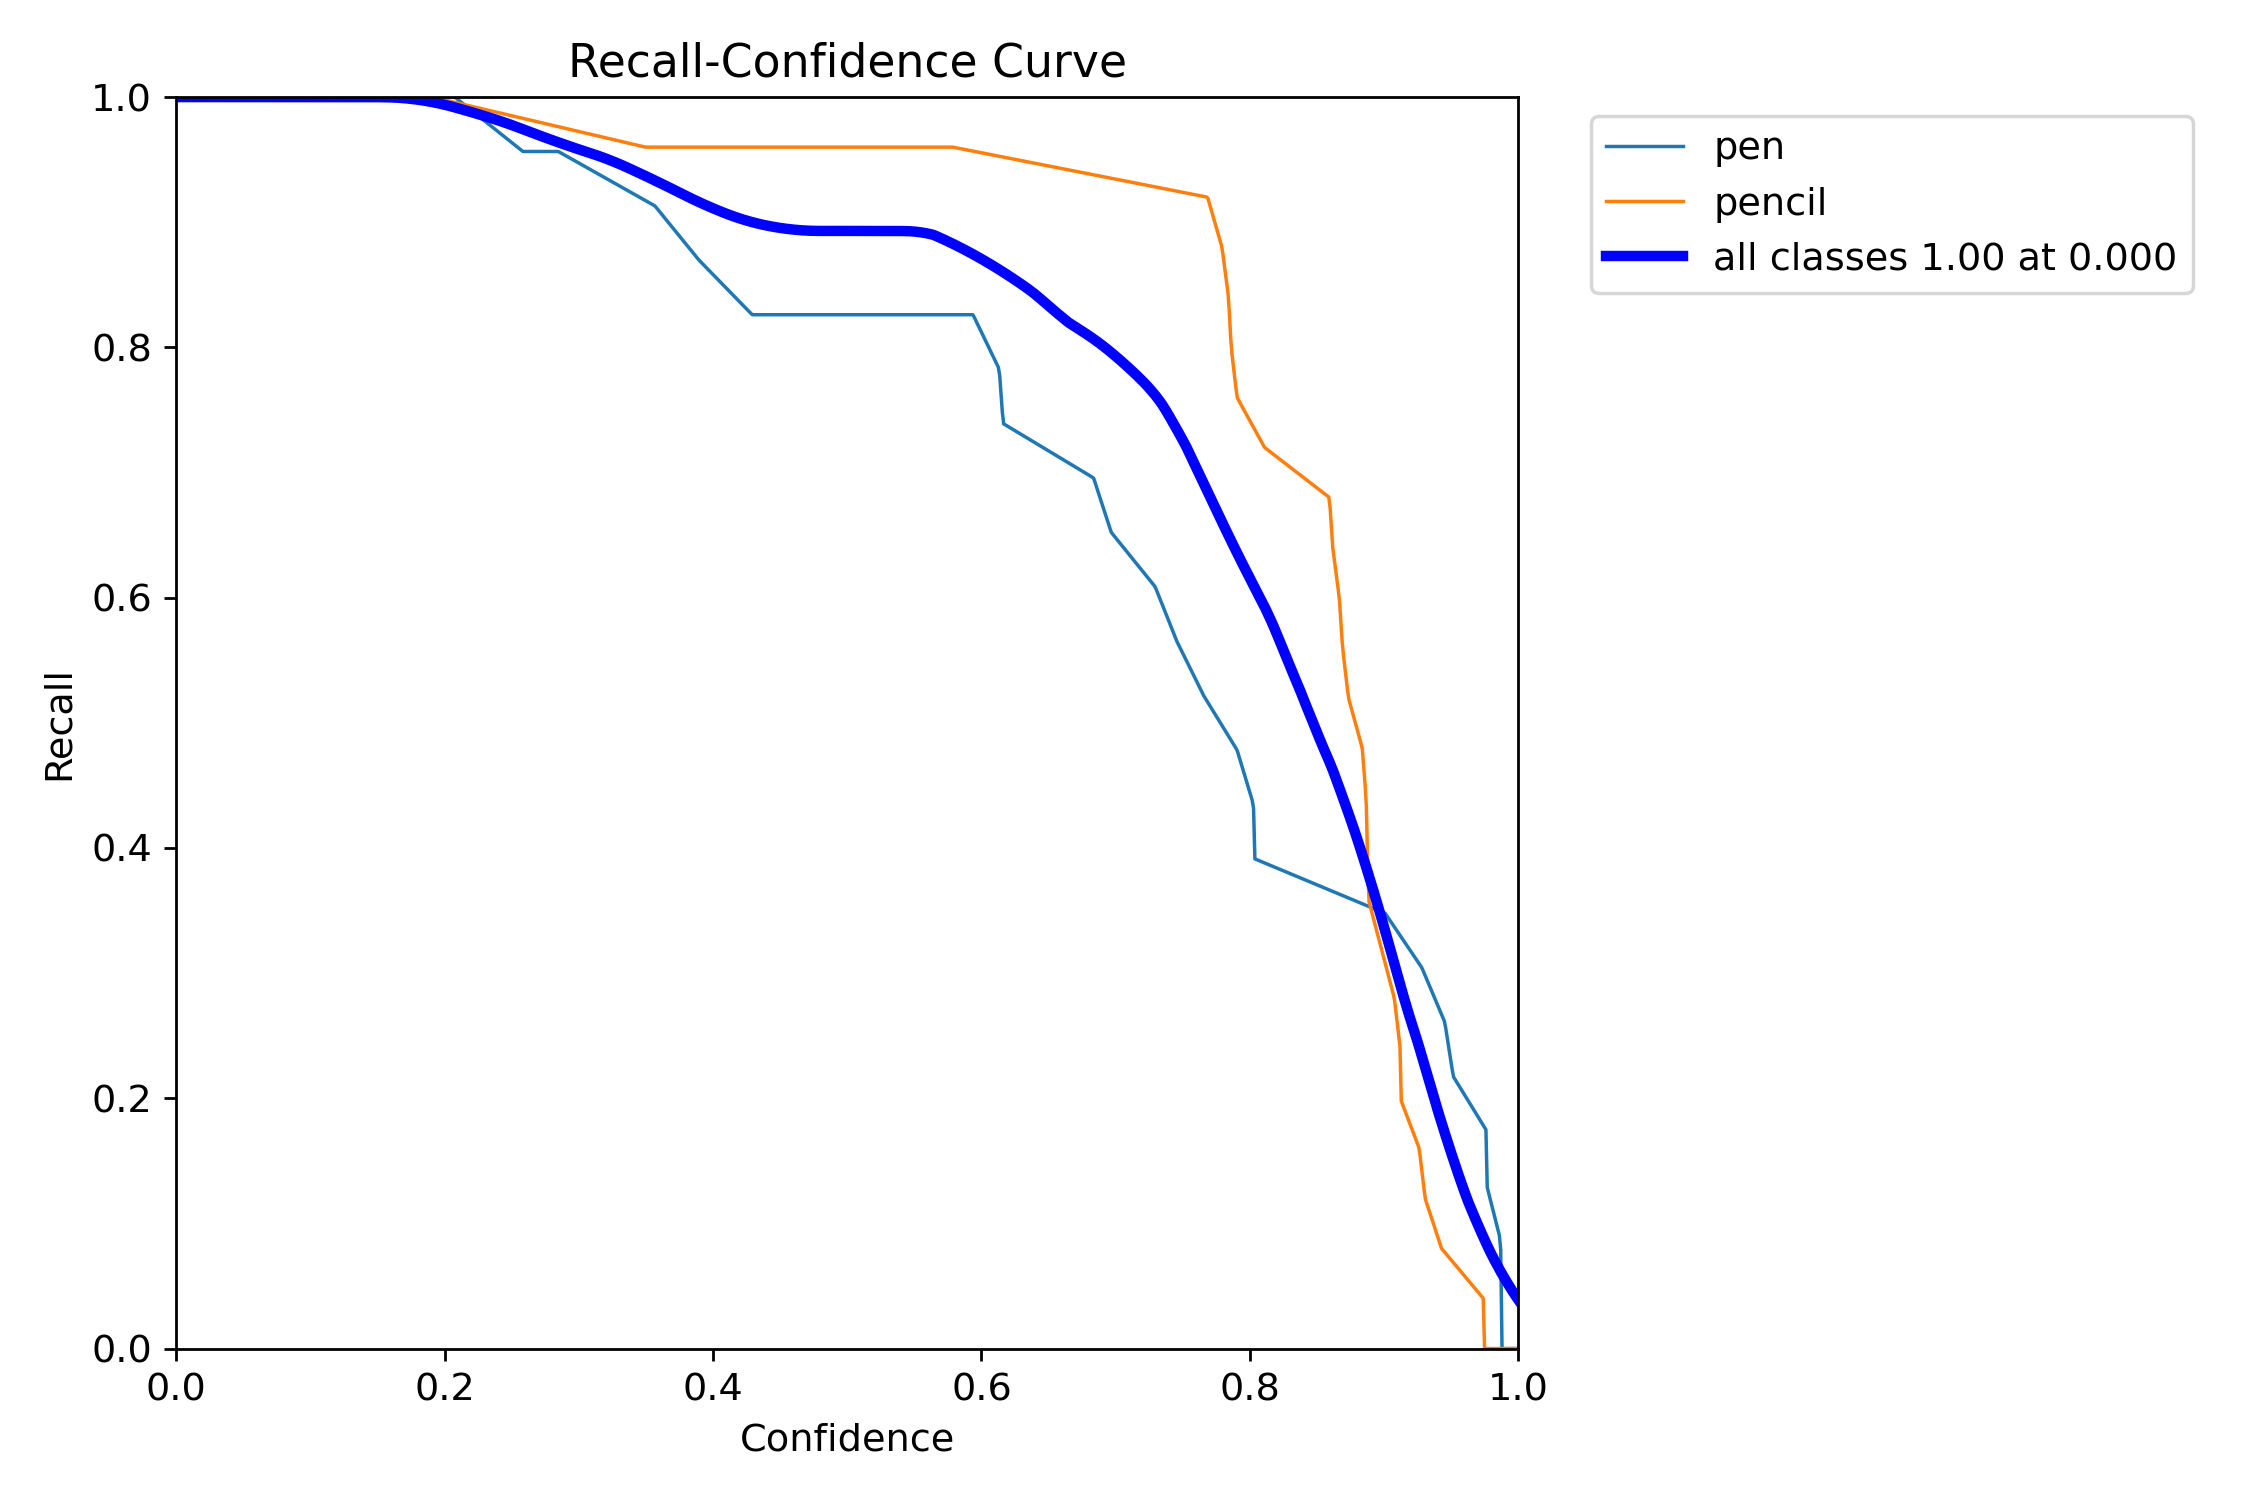 Recall-Confidence Curve
1.0
0.8
0.6
0.4
0.2
0.0
Recall
0.0 0.2 0.4 0.6 0.8 1.0
Confidence
pen
pencil
all classes 1.00 at 0.000